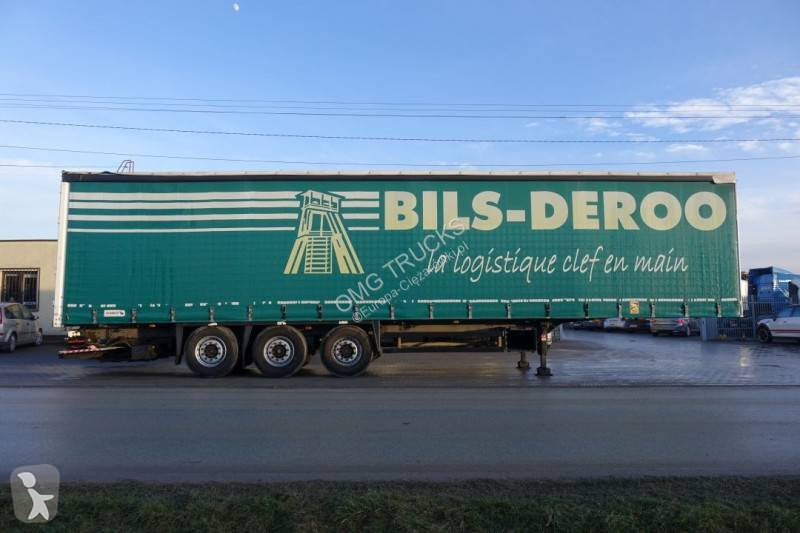 BILS-DEROO
la logistique clef en main
OMG TRUCKS